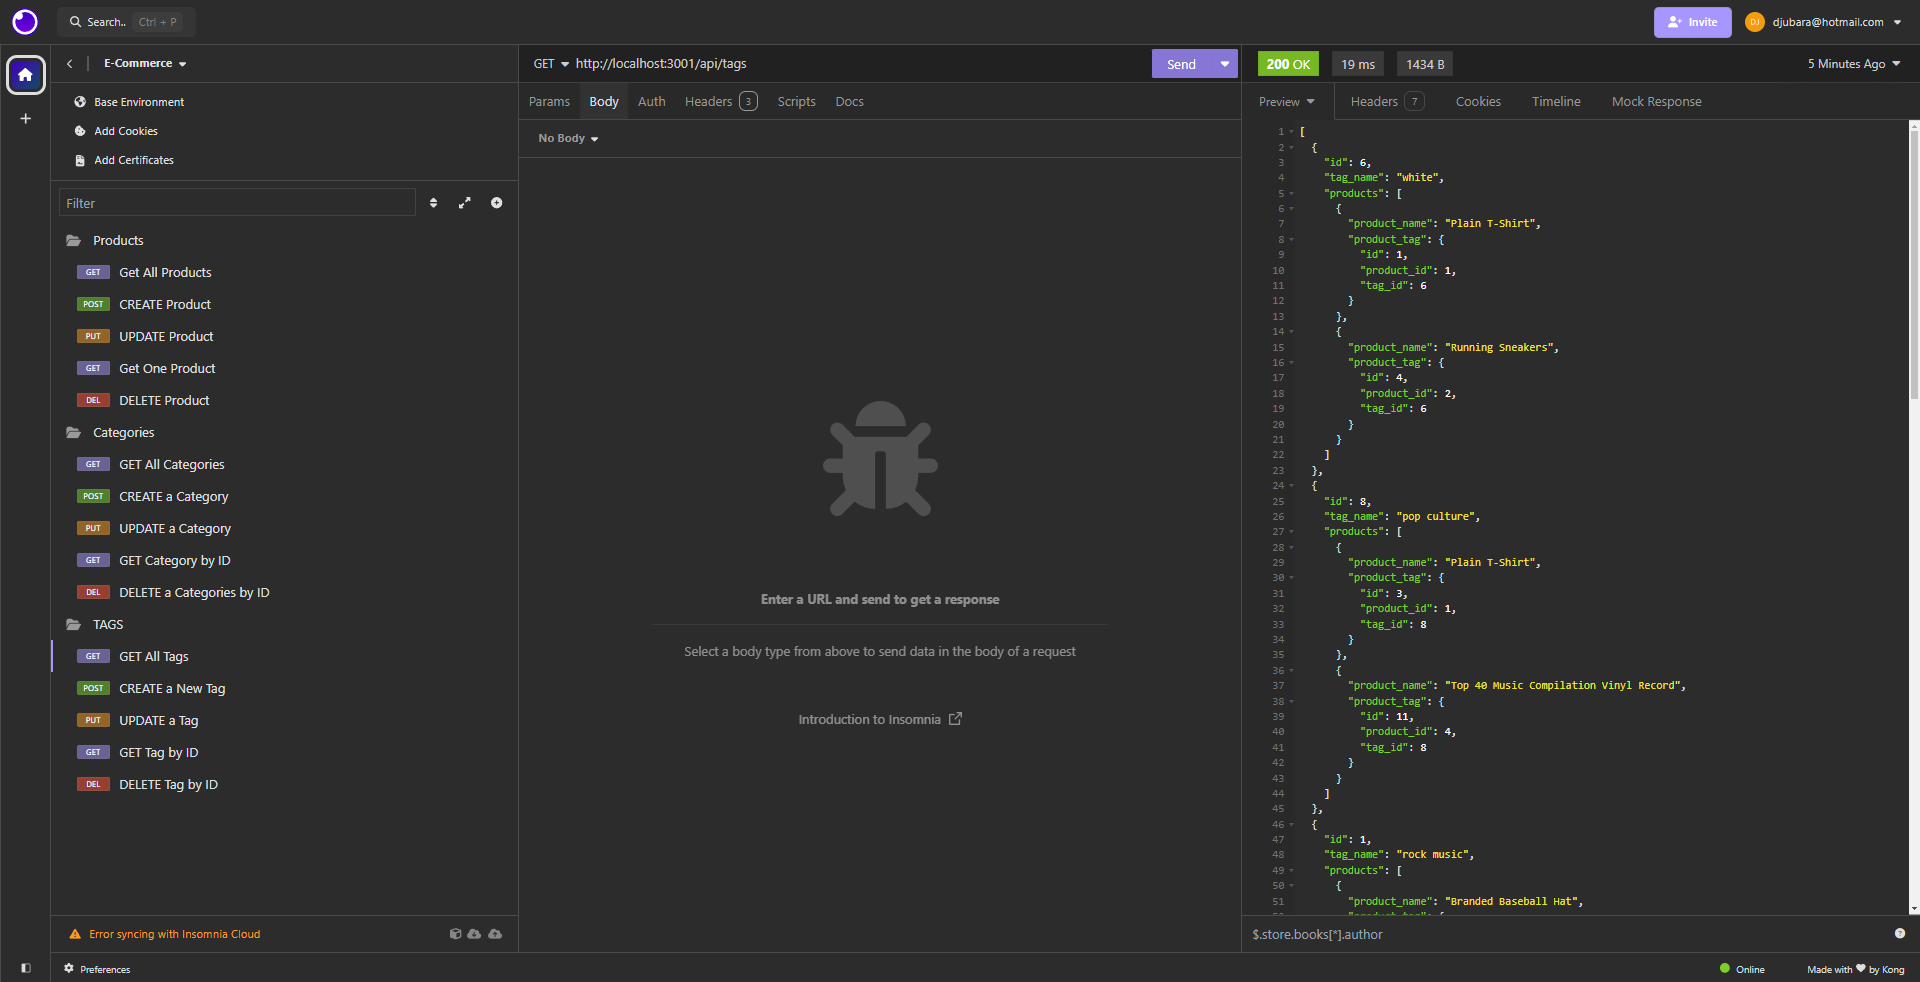 Search.. Ctrl + P
Invite
DJ djubara@hotmail.com
E-Commerce
Base Environment
Add Cookies
Add Certificates
Filter
Products
GET Get All Products
POST CREATE Product
PUT UPDATE Product
GET Get One Product
DEL DELETE Product
Categories
GET GET All Categories
POST CREATE a Category
PUT UPDATE a Category
GET GET Category by ID
DEL DELETE a Categories by ID
TAGS
GET GET All Tags
POST CREATE a New Tag
PUT UPDATE a Tag
GET GET Tag by ID
DEL DELETE Tag by ID
Error syncing with Insomnia Cloud
Preferences
GET http://localhost:3001/api/tags Send
Params Body Auth Headers 3 Scripts Docs
No Body
Enter a URL and send to get a response
Select a body type from above to send data in the body of a request
Introduction to Insomnia
200 OK 19 ms 1434 B 5 Minutes Ago
Preview Headers 7 Cookies Timeline Mock Response
1 [
2 {
3 "id": 6,
4 "tag_name": "white",
5 "products": [
6 {
7 "product_name": "Plain T-Shirt",
8 "product_tag": {
9 "id": 1,
10 "product_id": 1,
11 "tag_id": 6
12 }
13 },
14 {
15 "product_name": "Running Sneakers",
16 "product_tag": {
17 "id": 4,
18 "product_id": 2,
19 "tag_id": 6
20 }
21 }
22 ]
23 },
24 {
25 "id": 8,
26 "tag_name": "pop culture",
27 "products": [
28 {
29 "product_name": "Plain T-Shirt",
30 "product_tag": {
31 "id": 3,
32 "product_id": 1,
33 "tag_id": 8
34 }
35 },
36 {
37 "product_name": "Top 40 Music Compilation Vinyl Record",
38 "product_tag": {
39 "id": 11,
40 "product_id": 4,
41 "tag_id": 8
42 }
43 }
44 ]
45 },
46 {
47 "id": 1,
48 "tag_name": "rock music",
49 "products": [
50 {
51 "product_name": "Branded Baseball Hat",
$.store.books[*].author
Online
Made with ❤ by Kong